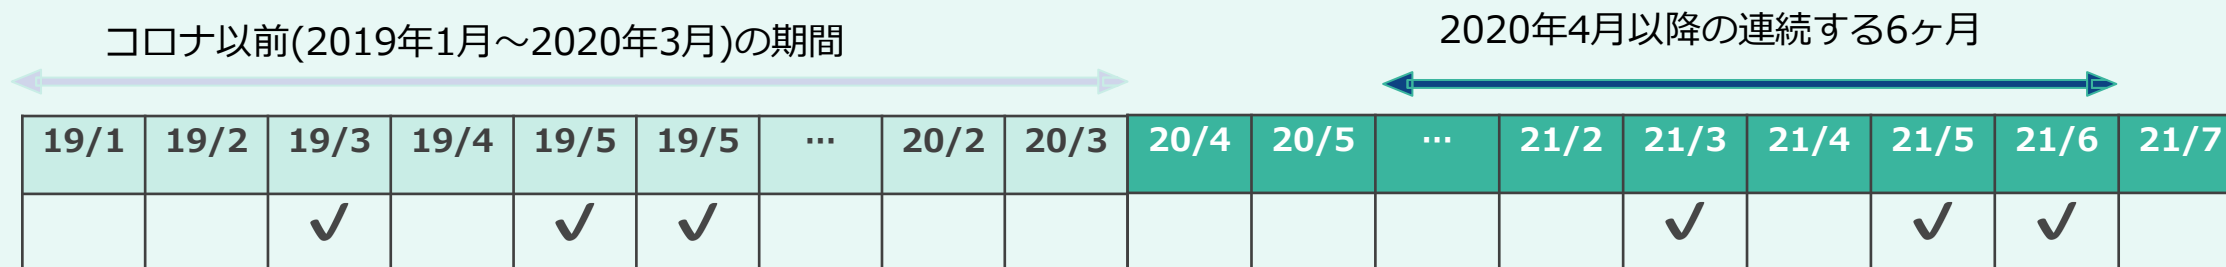 コロナ以前(2019年1月～2020年3月)の期間
2020年4月以降の連続する6ヶ月
19/1 19/2 19/3 19/4 19/5 19/5 … 20/2 20/3 20/4 20/5 … 21/2 21/3 21/4 21/5 21/6 21/7
✓ ✓ ✓ ✓ ✓ ✓